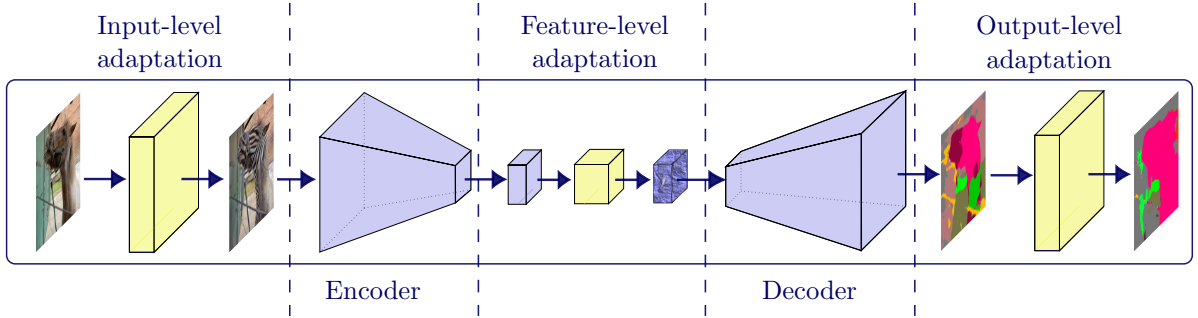 Input-level
adaptation
Feature-level
adaptation
Output-level
adaptation
Encoder
Decoder